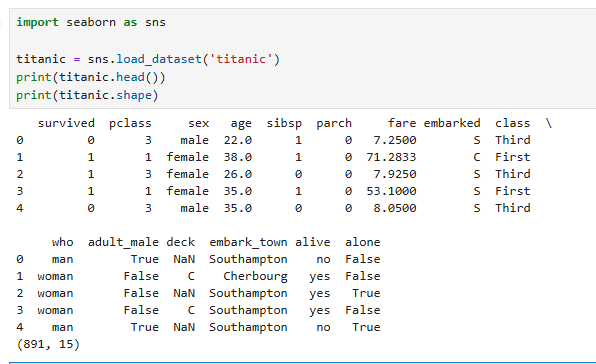 import seaborn as sns
titanic = sns.load_dataset('titanic')
print(titanic.head())
print(titanic.shape)
survived pclass sex age sibsp parch fare embarked class \
0 0 3 male 22.0 1 0 7.2500 S Third
1 1 1 female 38.0 1 0 71.2833 C First
2 1 3 female 26.0 0 0 7.9250 S Third
3 1 1 female 35.0 1 0 53.1000 S First
4 0 3 male 35.0 0 0 8.0500 S Third
who adult_male deck embark_town alive alone
0 man True NaN Southampton no False
1 woman False C Cherbourg yes False
2 woman False NaN Southampton yes True
3 woman False C Southampton yes False
4 man True NaN Southampton no True
(891, 15)